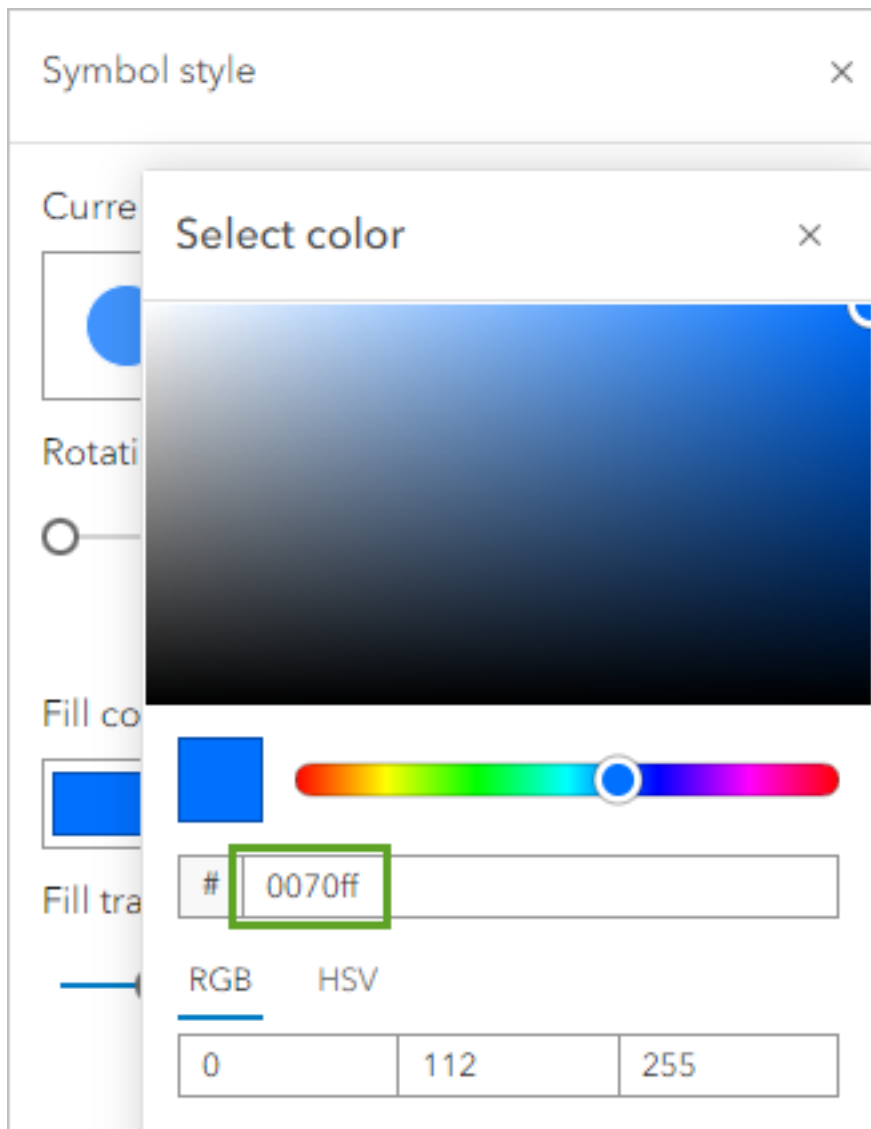 Symbol style
Curre
Select color
Rotati
Fill co
# 0070ff
Fill tra
RGB HSV
0 112 255